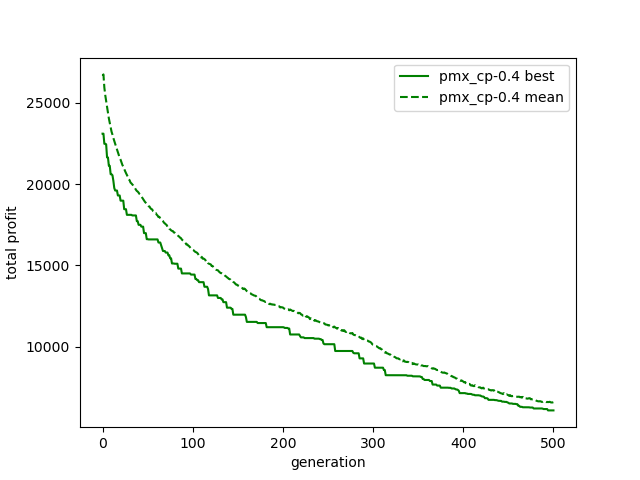 pmx_cp-0.4 best
pmx_cp-0.4 mean
25000
20000
15000
10000
total profit
0 100 200 300 400 500
generation